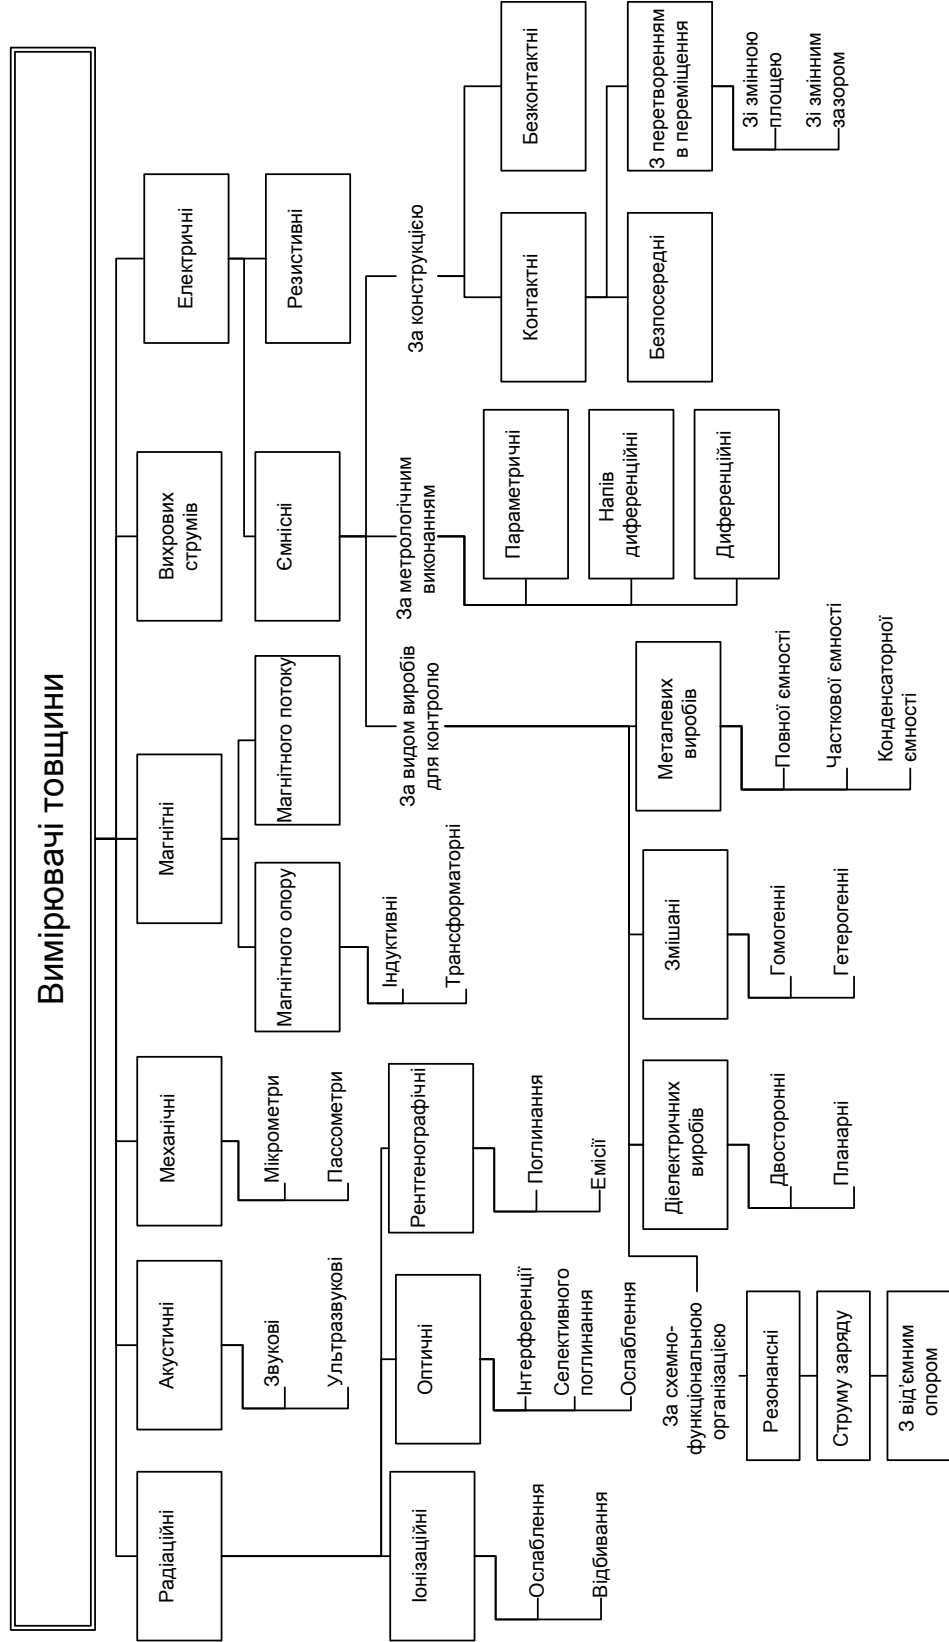 Вимірювачі товщини
Радіаційні
Акустичні
Механічні
Магнітні
Вихрових
струмів
Електричні
Звукові
Ультразвукові
Мікрометри
Пассометри
Магнітного опору
Магнітного потоку
Індуктивні
Трансформаторні
Ємнісні
Резистивні
Іонізаційні
Оптичні
Рентгенографічні
Ослаблення
Відбивання
Інтерференції
Селективного
поглинання
Ослаблення
Поглинання
Емісії
За видом виробів
для контролю
За метрологічним
виконанням
За конструкцією
Параметричні
Напів
диференційні
Диференційні
Контактні
Безконтактні
Безпосередні
З перетворенням
в переміщення
Зі змінною
площею
Зі змінним
зазором
За схемно-
функціональною
організацією
Резонансні
Струму заряду
З від'ємним
опором
Діелектричних
виробів
Двосторонні
Планарні
Змішані
Гомогенні
Гетерогенні
Металевих
виробів
Повної ємності
Часткової ємності
Конденсаторної
ємності